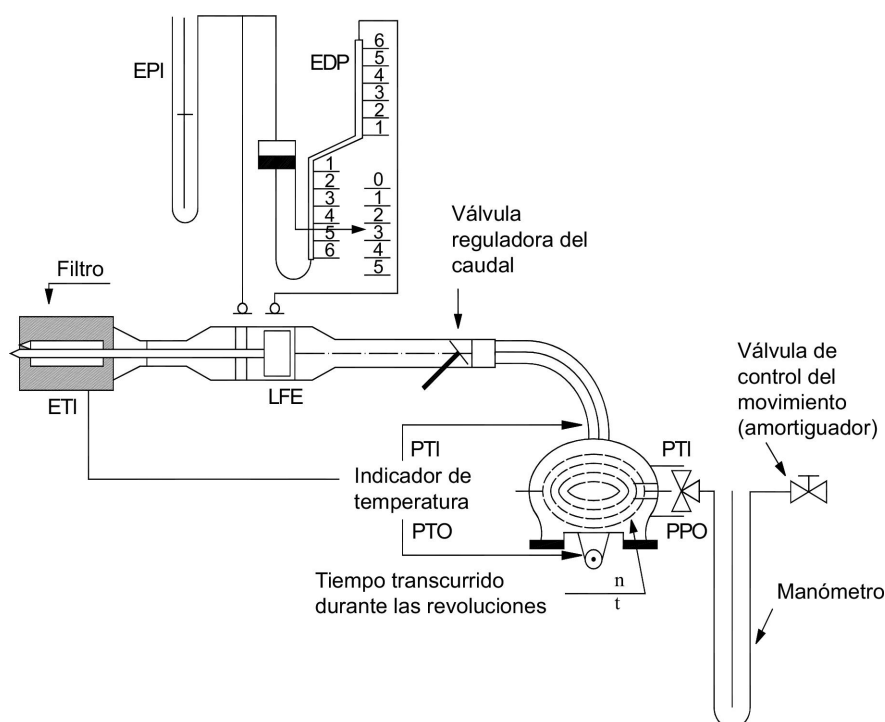 EPI
EDP
6
5
4
3
2
1
1
2
3
4
5
6
0
1
2
3
4
5
Filtro
Válvula
reguladora del
caudal
ETI
LFE
Válvula de
control del
movimiento
(amortiguador)
PTI
PTI
Indicador de
temperatura
PTO
PPO
Tiempo transcurrido
durante las revoluciones
n
t
Manómetro